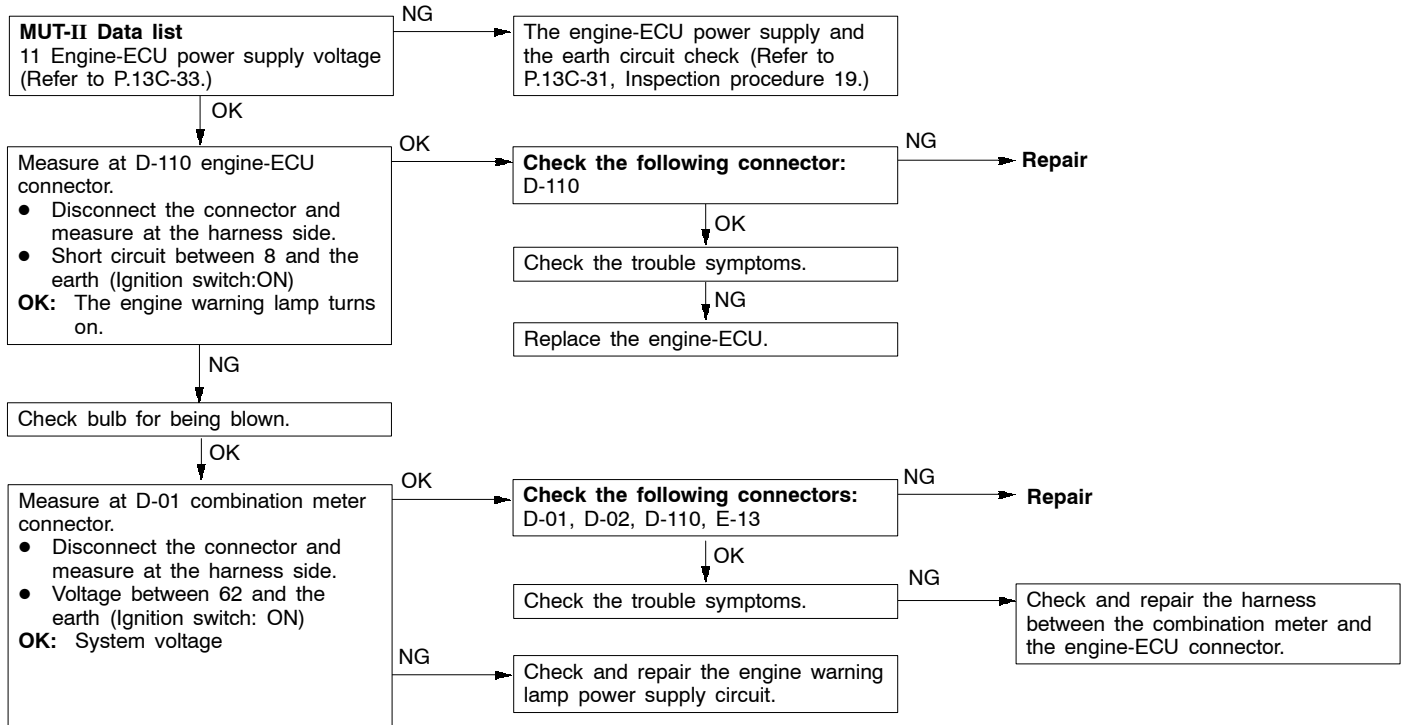 MUT-II Data list
11 Engine-ECU power supply voltage
(Refer to P.13C-33.)
NG
The engine-ECU power supply and
the earth circuit check (Refer to
P.13C-31, Inspection procedure 19.)
OK
Measure at D-110 engine-ECU
connector.
● Disconnect the connector and
measure at the harness side.
● Short circuit between 8 and the
earth (Ignition switch:ON)
OK: The engine warning lamp turns
on.
OK
Check the following connector:
D-110
NG
Repair
OK
Check the trouble symptoms.
NG
Replace the engine-ECU.
NG
Check bulb for being blown.
OK
Measure at D-01 combination meter
connector.
● Disconnect the connector and
measure at the harness side.
● Voltage between 62 and the
earth (Ignition switch: ON)
OK: System voltage
OK
Check the following connectors:
D-01, D-02, D-110, E-13
NG
Repair
OK
Check the trouble symptoms.
NG
Check and repair the harness
between the combination meter and
the engine-ECU connector.
NG
Check and repair the engine warning
lamp power supply circuit.